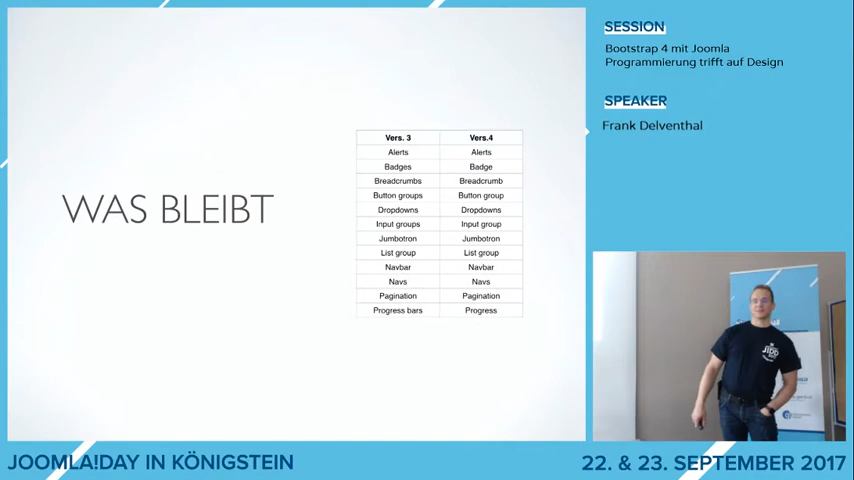 WAS BLEIBT
Vers. 3 Vers.4
Alerts Alerts
Badges Badge
Breadcrumbs Breadcrumb
Button groups Button group
Dropdowns Dropdowns
Input groups Input group
Jumbotron Jumbotron
List group List group
Navbar Navbar
Navs Navs
Pagination Pagination
Progress bars Progress
SESSION
Bootstrap 4 mit Joomla
Programmierung trifft auf Design
SPEAKER
Frank Delventhal
JOOMLA!DAY IN KÖNIGSTEIN
22. & 23. SEPTEMBER 2017